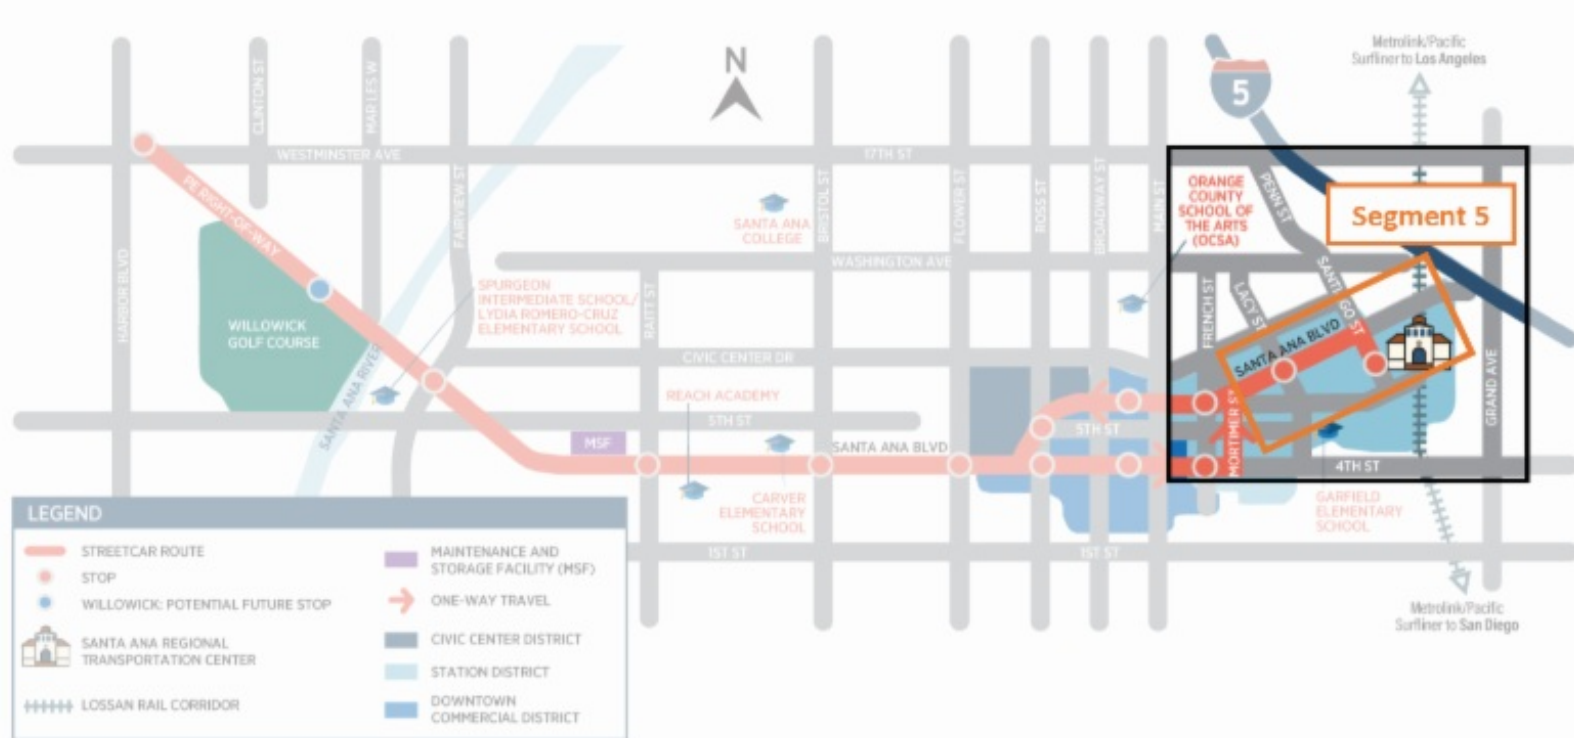 Metrolink/Pacific
Surfliner to Los Angeles
N
5
CLINTON ST
WESTMINSTER AVE
17TH ST
PE RIGHT-OF-WAY
HARBOR BLVD
FAIRVIEW ST
SANTA ANA
COLLEGE
BRISTOL ST
FLOWER ST
ROSS ST
BROADWAY ST
MAIN ST
ORANGE
COUNTY
SCHOOL OF
THE ARTS
(OCSA)
PENN ST
Segment 5
WASHINGTON AVE
SPURGEON
INTERMEDIATE SCHOOL/
LYDIA ROMERO-CRUZ
ELEMENTARY SCHOOL
RAITT ST
FRENCH ST
LACY ST
WILLOWICK
GOLF COURSE
SANTA ANA RIVER
CIVIC CENTER DR
SANTA ANA BLVD
GRAND AVE
REACH ACADEMY
5TH ST
5TH ST
MSF
SANTA ANA BLVD
MORTIMER ST
4TH ST
CARVER
ELEMENTARY
SCHOOL
GARFIELD
ELEMENTARY
SCHOOL
1ST ST
1ST ST
Metrolink/Pacific
Surfliner to San Diego
LEGEND
STREETCAR ROUTE
STOP
WILLOWICK: POTENTIAL FUTURE STOP
SANTA ANA REGIONAL
TRANSPORTATION CENTER
LOSSAN RAIL CORRIDOR
MAINTENANCE AND
STORAGE FACILITY (MSF)
ONE-WAY TRAVEL
CIVIC CENTER DISTRICT
STATION DISTRICT
DOWNTOWN
COMMERCIAL DISTRICT